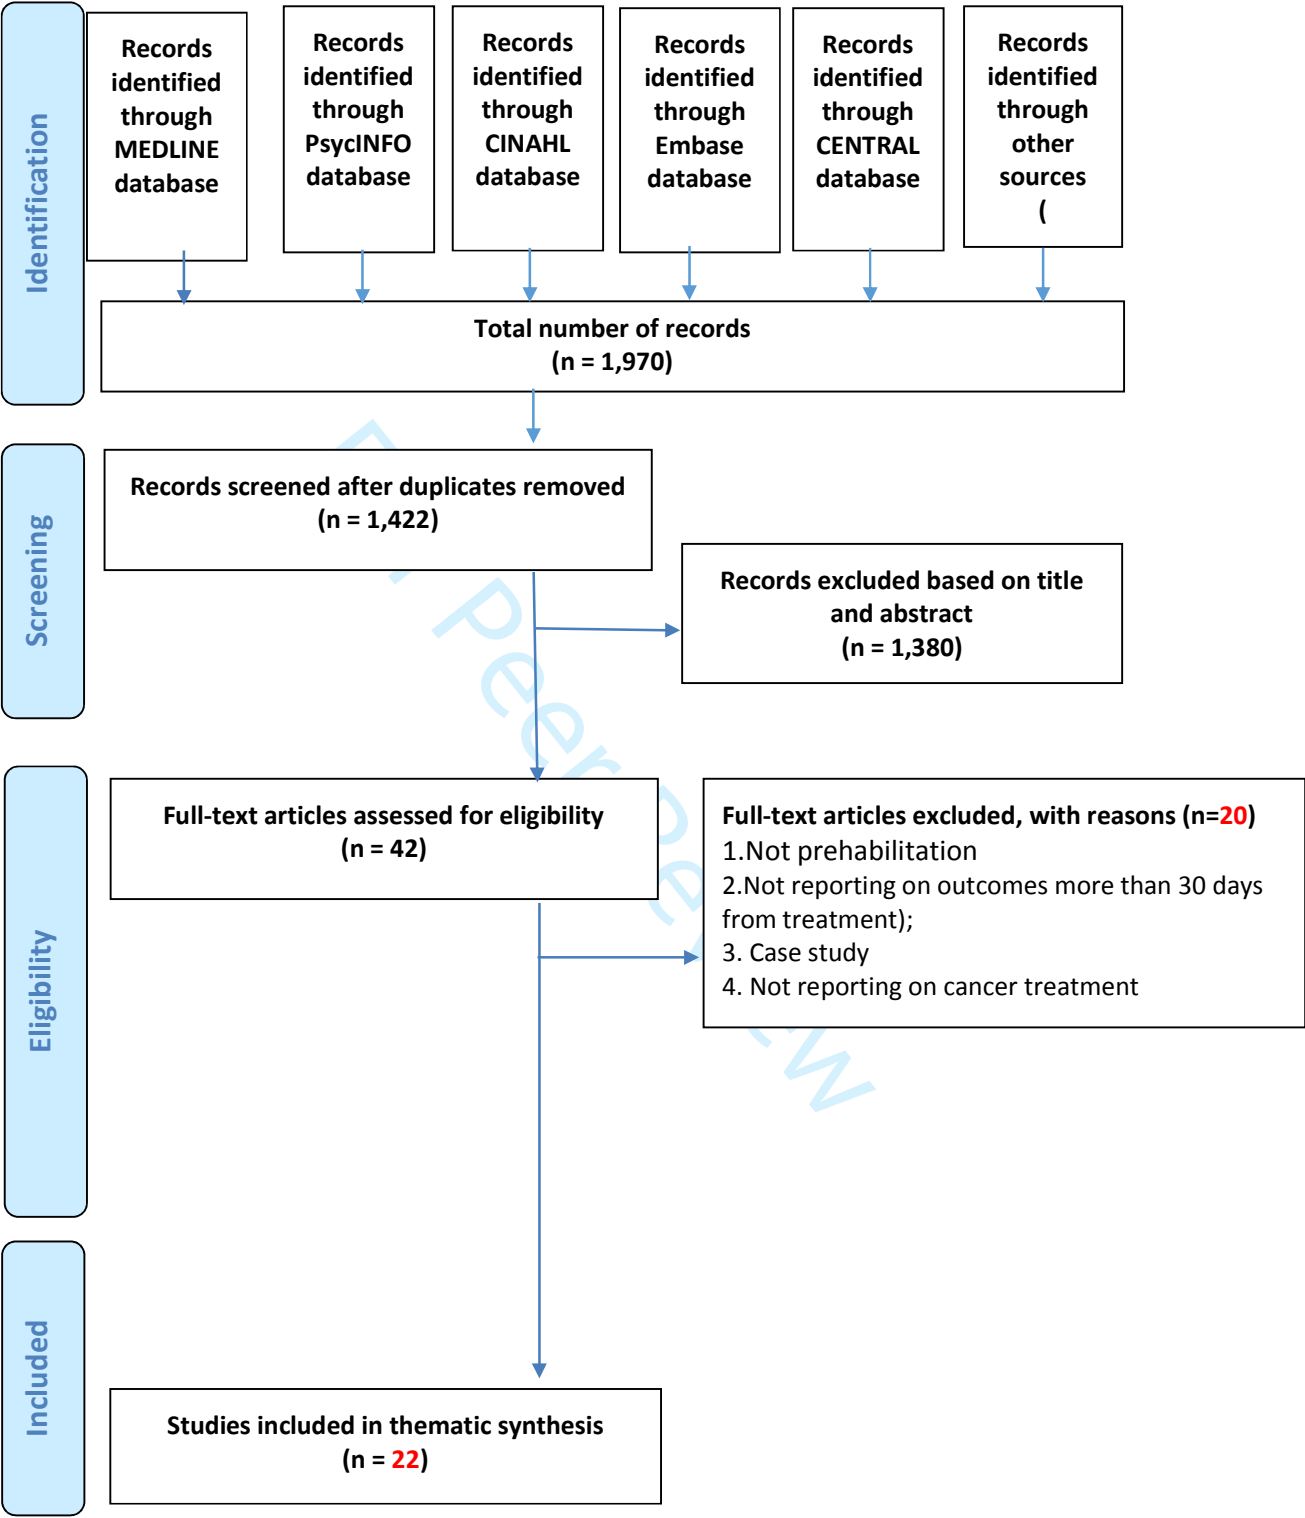 Identification
Records
identified
through
MEDLINE
database
Records
identified
through
PsycINFO
database
Records
identified
through
CINAHL
database
Records
identified
through
Embase
database
Records
identified
through
CENTRAL
database
Records
identified
through
other
sources
(
Total number of records
(n = 1,970)
Screening
Records screened after duplicates removed
(n = 1,422)
Records excluded based on title
and abstract
(n = 1,380)
Eligibility
Full-text articles assessed for eligibility
(n = 42)
Full-text articles excluded, with reasons (n=20)
1.Not prehabilitation
2.Not reporting on outcomes more than 30 days
from treatment);
3. Case study
4. Not reporting on cancer treatment
Included
Studies included in thematic synthesis
(n = 22)
Peer Review